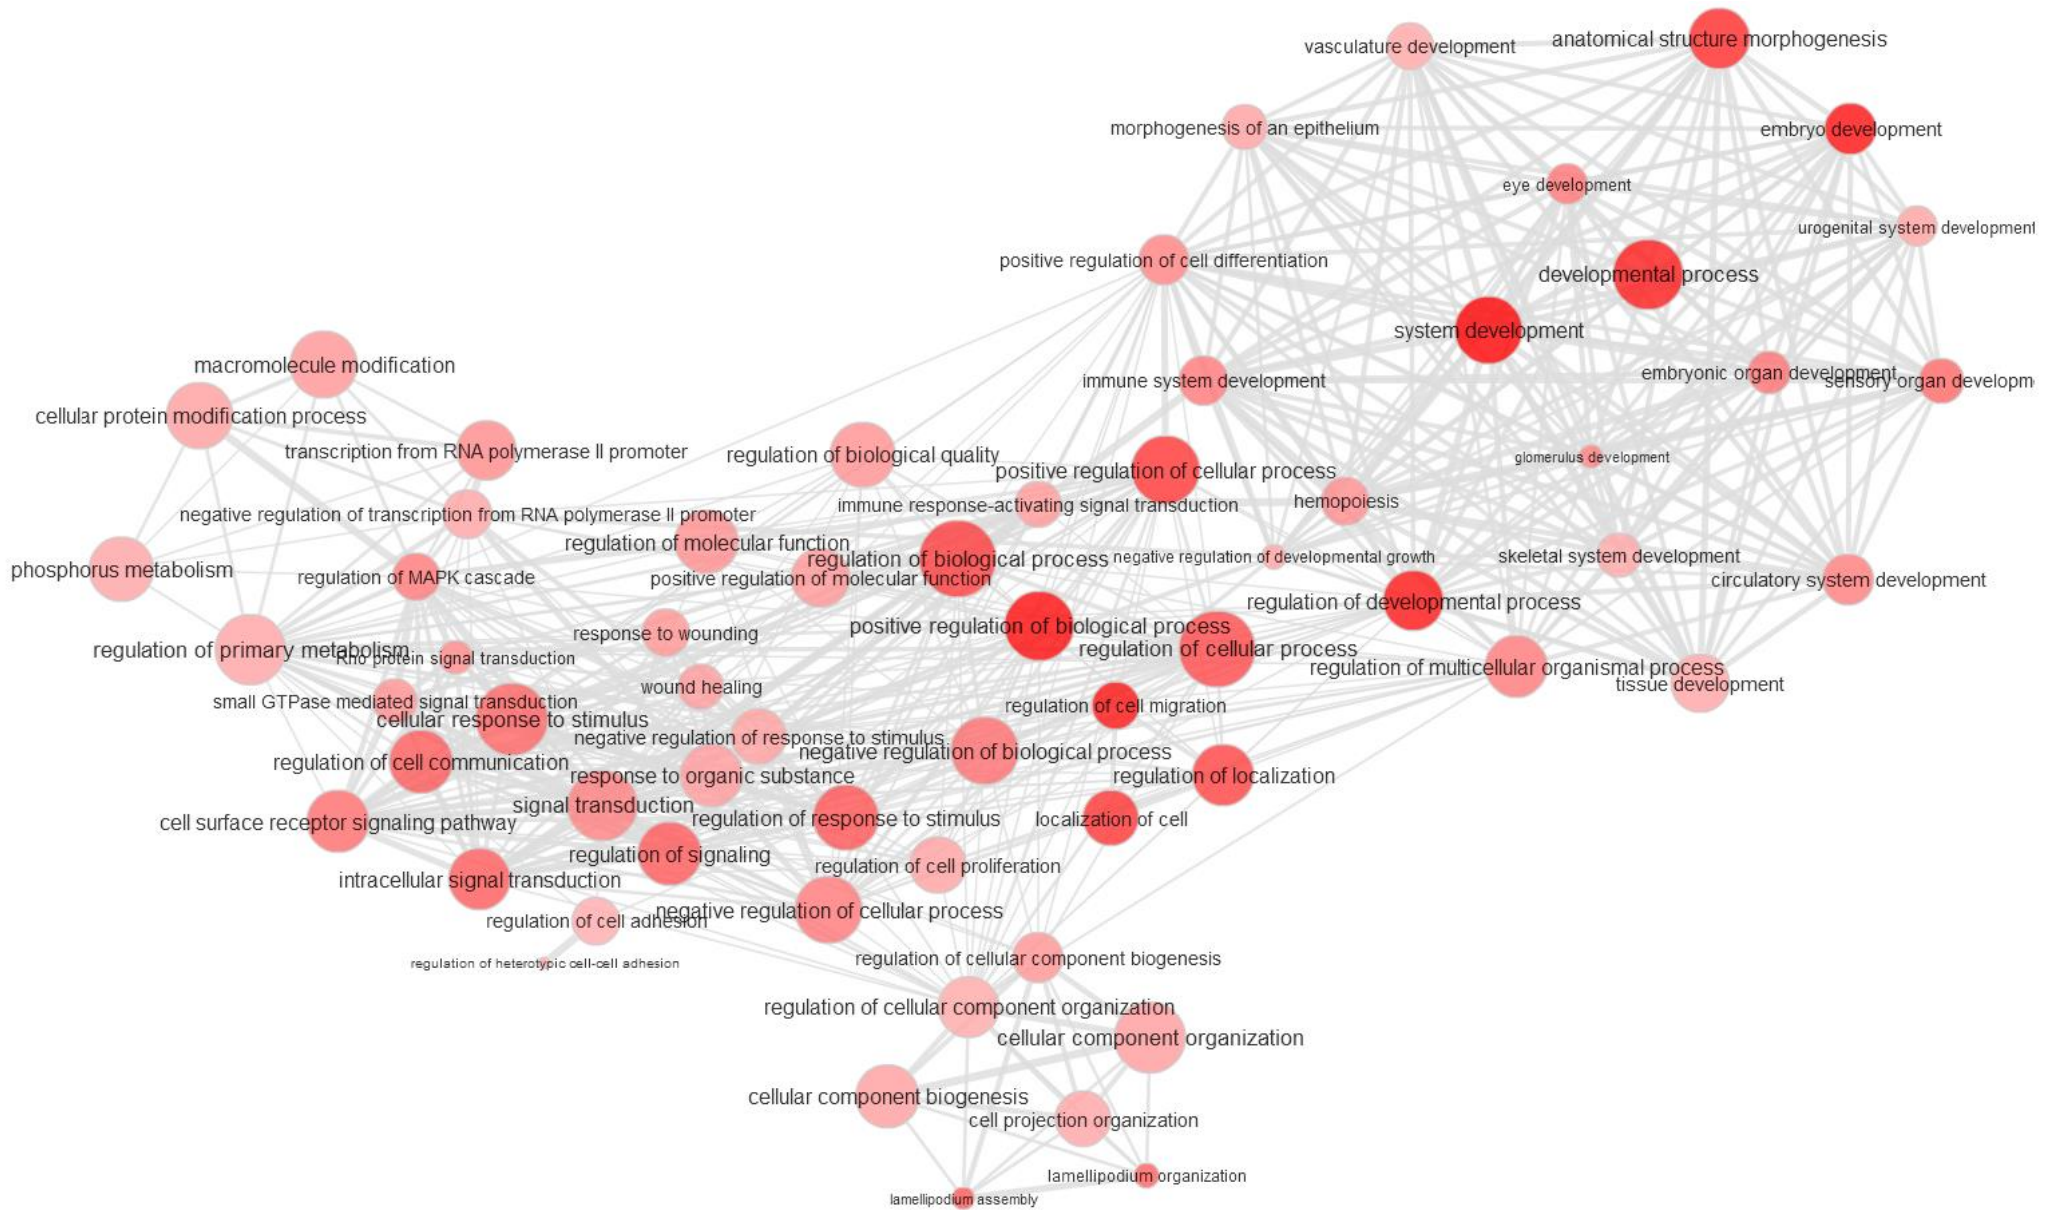 anatomical structure morphogenesis
vasculature development
morphogenesis of an epithelium
embryo development
eye development
urogenital system development
positive regulation of cell differentiation
developmental process
system development
macromolecule modification
immune system development
embryonic organ development
sensory organ developm
cellular protein modification process
transcription from RNA polymerase II promoter
regulation of biological quality
glomerulus development
positive regulation of cellular process
hemopoiesis
immune response-activating signal transduction
negative regulation of transcription from RNA polymerase II promoter
regulation of molecular function
regulation of biological process
negative regulation of developmental growth
skeletal system development
phosphorus metabolism
regulation of MAPK cascade
positive regulation of molecular function
circulatory system development
regulation of developmental process
response to wounding
positive regulation of biological process
regulation of primary metabolism
Rho protein signal transduction
regulation of cellular process
regulation of multicellular organismal process
tissue development
wound healing
small GTPase mediated signal transduction
regulation of cell migration
cellular response to stimulus
negative regulation of response to stimulus
negative regulation of biological process
regulation of cell communication
response to organic substance
regulation of localization
signal transduction
cell surface receptor signaling pathway
regulation of response to stimulus
localization of cell
regulation of signaling
regulation of cell proliferation
intracellular signal transduction
negative regulation of cellular process
regulation of cell adhesion
regulation of cellular component biogenesis
regulation of heterotypic cell-cell adhesion
regulation of cellular component organization
cellular component organization
cellular component biogenesis
cell projection organization
lamellipodium organization
lamellipodium assembly